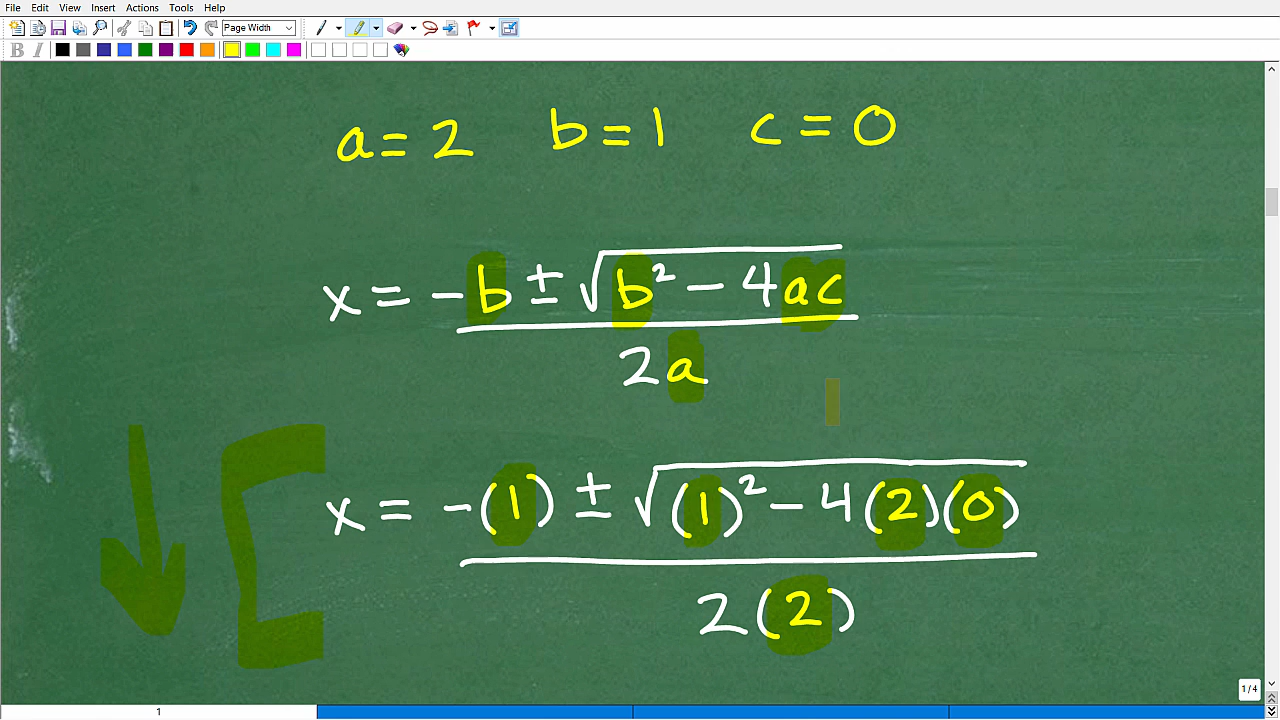 File Edit View Insert Actions Tools Help
Page Width
B I
a = 2 b = 1 c = 0
x = -b ± √b² - 4ac
2a
x = -(1) ± √(1)² - 4(2)(0)
2(2)
1/4
1